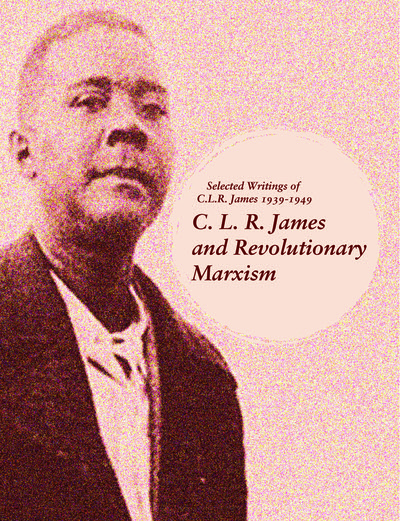 Selected Writings of
C.L.R. James 1939-1949
C. L. R. James
and Revolutionary
Marxism